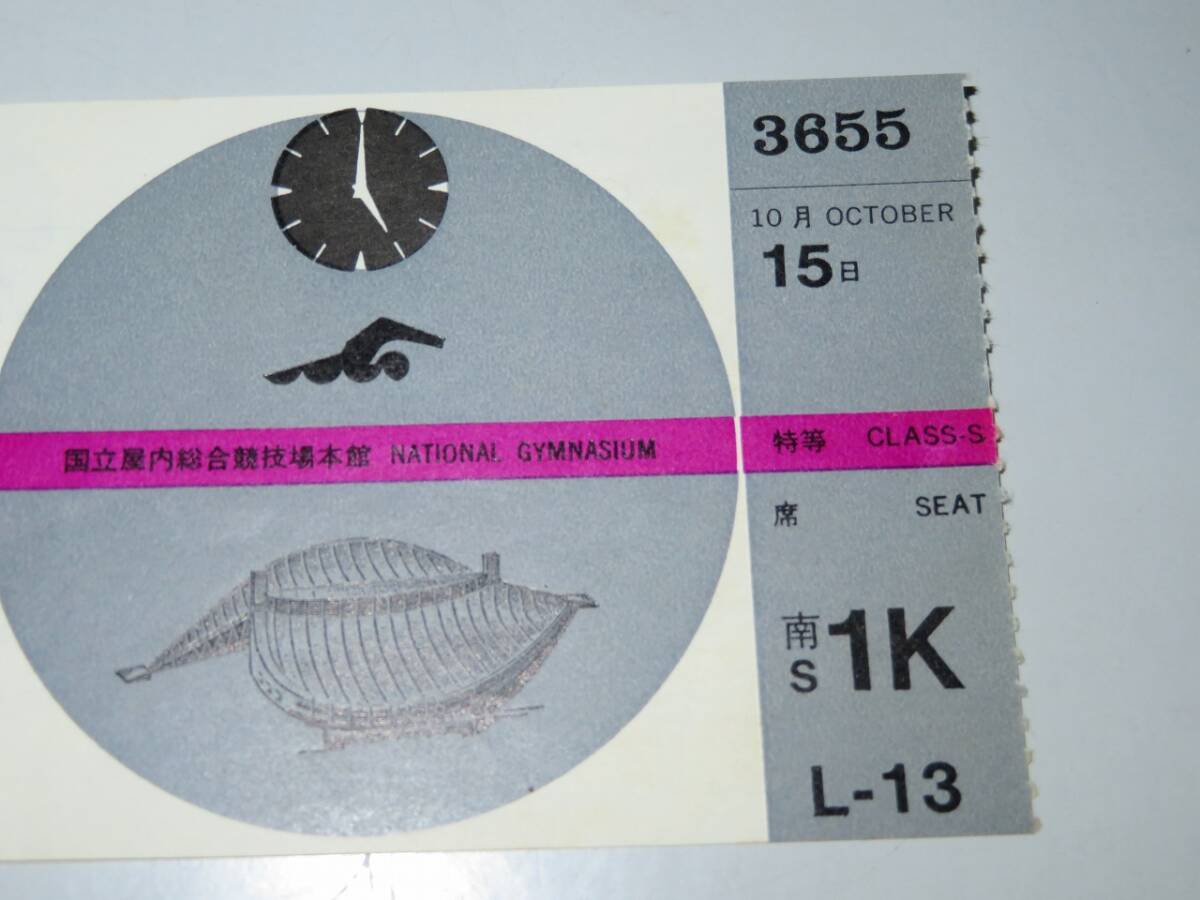 国立屋内総合競技場本館 NATIONAL GYMNASIUM
3655
10月 OCTOBER
15日
特等 CLASS-S
席 SEAT
南 S 1K
L-13